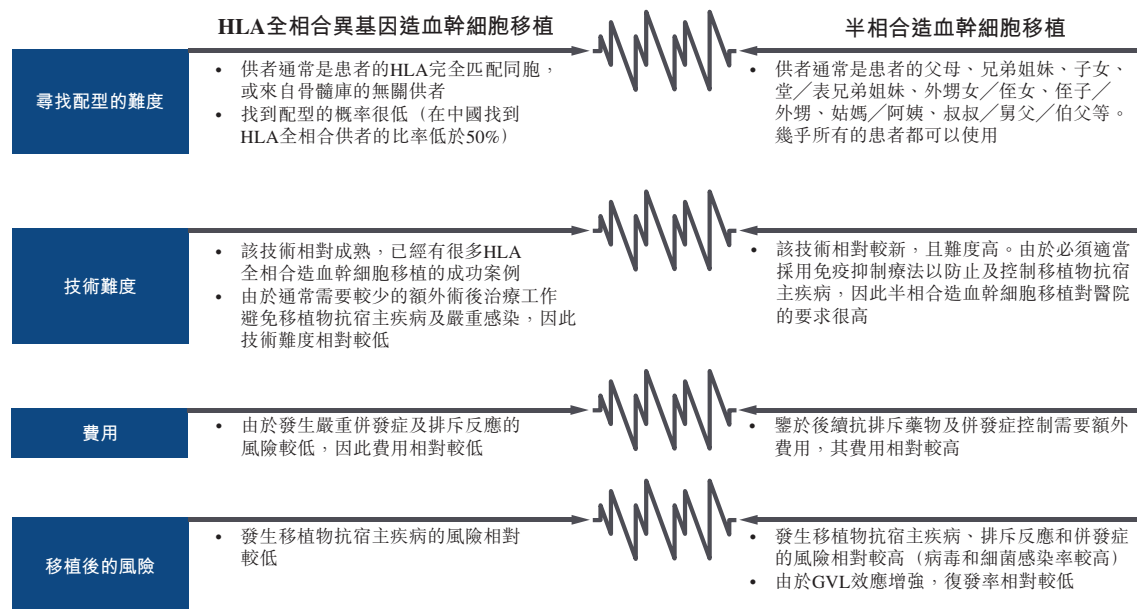 HLA全相合異基因造血幹細胞移植
半相合造血幹細胞移植
尋找配型的難度
• 供者通常是患者的HLA完全匹配同胞，
或來自骨髓庫的無關供者
• 找到配型的概率很低（在中國找到
HLA全相合供者的比率低於50%）
• 供者通常是患者的父母、兄弟姐妹、子女、
堂／表兄弟姐妹、外甥女／侄女、侄子／
外甥、姑媽／阿姨、叔叔／舅父／伯父等。
幾乎所有的患者都可以使用
技術難度
• 該技術相對成熟，已經有很多HLA
全相合造血幹細胞移植的成功案例
• 由於通常需要較少的額外術後治療工作
避免移植物抗宿主疾病及嚴重感染，因此
技術難度相對較低
• 該技術相對較新，且難度高。由於必須適當
採用免疫抑制療法以防止及控制移植物抗宿
主疾病，因此半相合造血幹細胞移植對醫院
的要求很高
費用
• 由於發生嚴重併發症及排斥反應的
風險較低，因此費用相對較低
• 鑒於後續抗排斥藥物及併發症控制需要額外
費用，其費用相對較高
移植後的風險
• 發生移植物抗宿主疾病的風險相對
較低
• 發生移植物抗宿主疾病、排斥反應和併發症
的風險相對較高（病毒和細菌感染率較高）
• 由於GVL效應增強，復發率相對較低